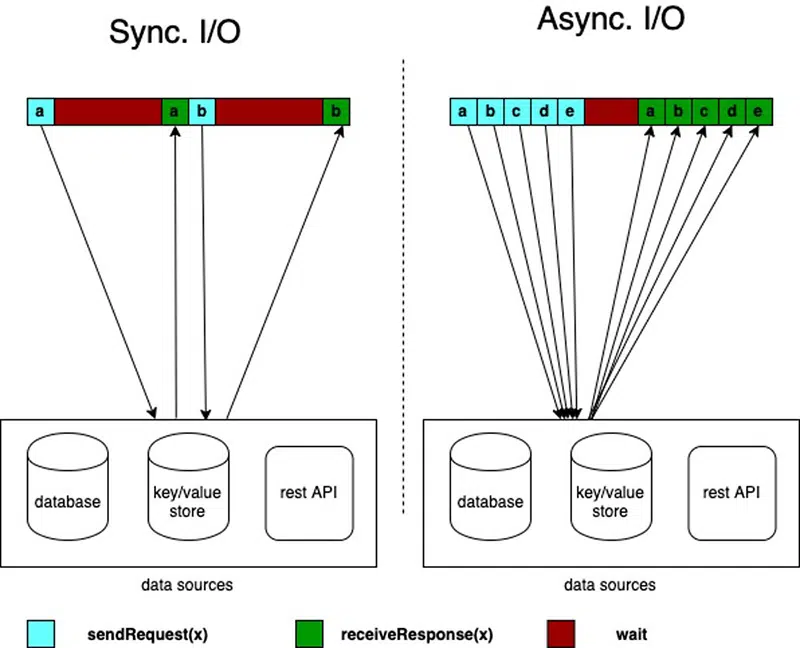 Sync. I/O
Async. I/O
a
a
b
b
a
b
c
d
e
a
b
c
d
e
database
key/value
store
rest API
database
key/value
store
rest API
data sources
data sources
sendRequest(x)
receiveResponse(x)
wait